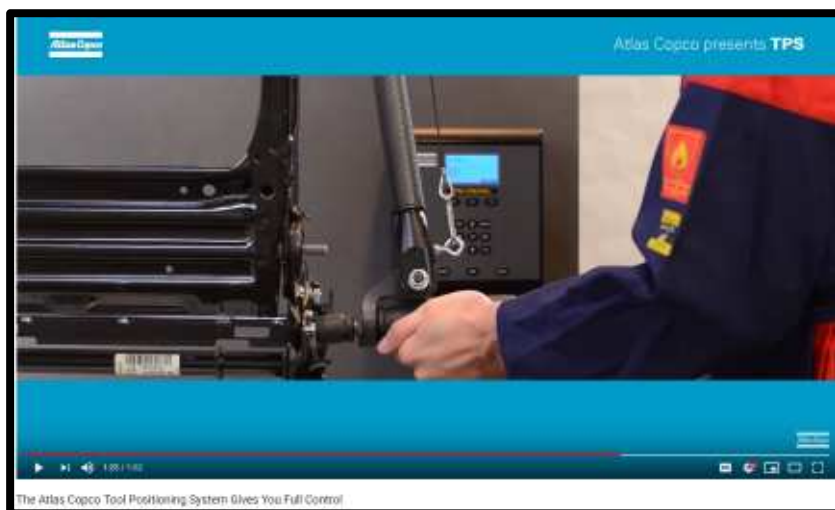 Atlas Copco
Atlas Copco presents TPS
The Atlas Copco Tool Positioning System Gives You Full Control